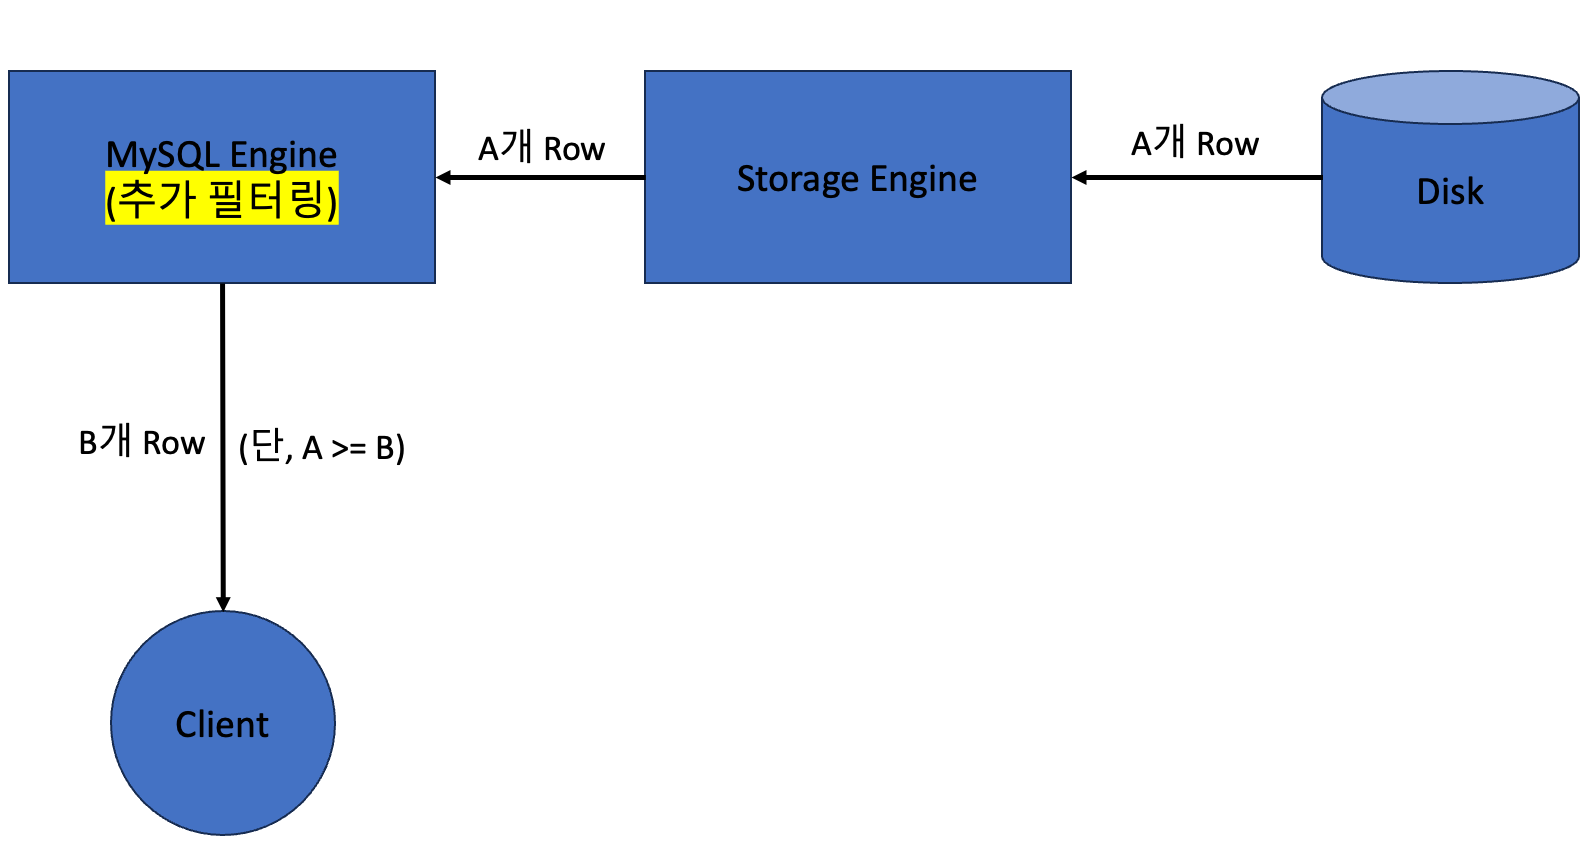 MySQL Engine
(추가 필터링)
A개 Row
Storage Engine
A개 Row
Disk
B개 Row
(단, A >= B)
Client